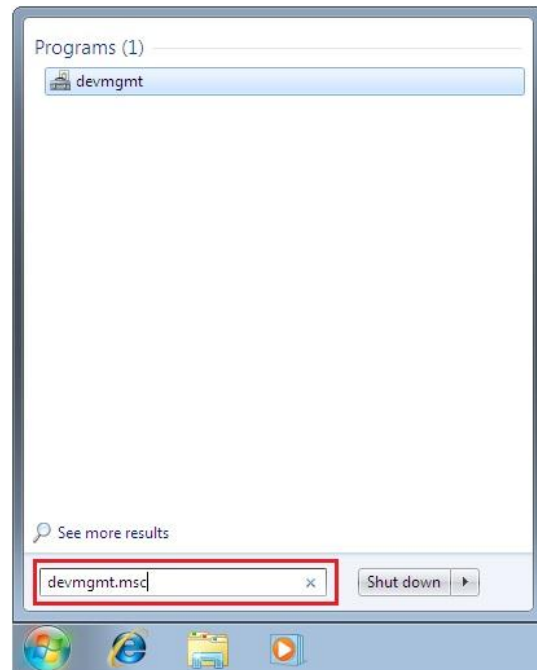 Programs (1)
devmgmt
See more results
devmgmt.msc
Shut down